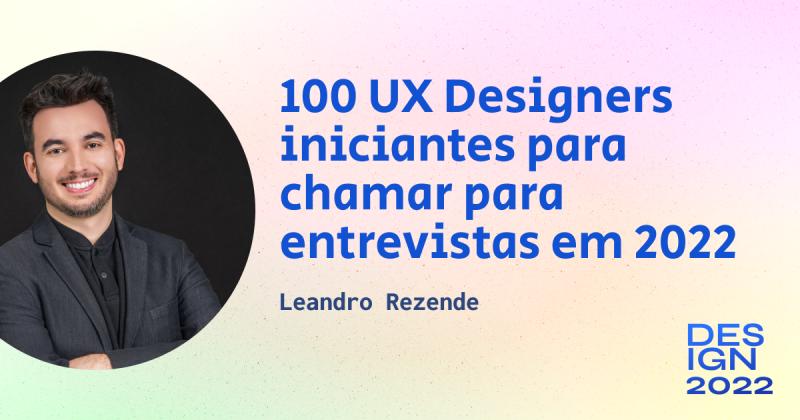 100 UX Designers
iniciantes para
chamar para
entrevistas em 2022
Leandro Rezende
DES
IGN
2022